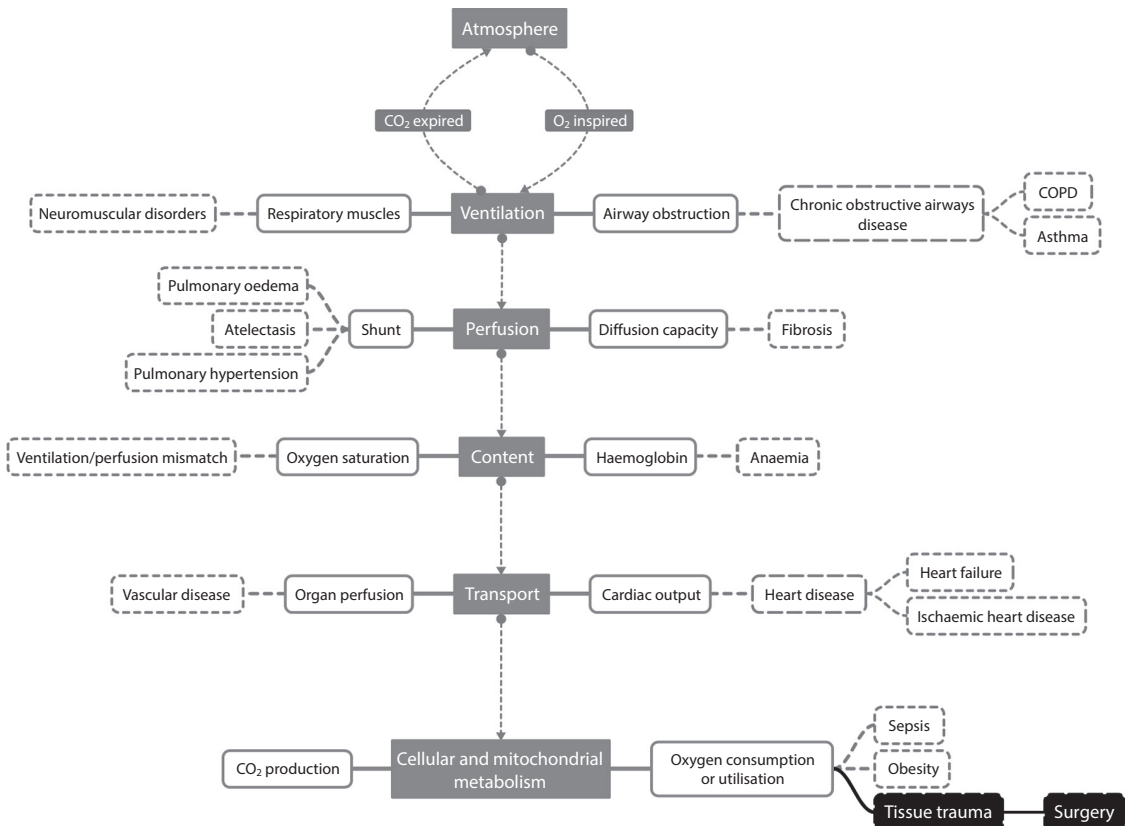 Atmosphere
CO₂ expired
O₂ inspired
Neuromuscular disorders
Respiratory muscles
Ventilation
Airway obstruction
Chronic obstructive airways
disease
COPD
Asthma
Pulmonary oedema
Atelectasis
Pulmonary hypertension
Shunt
Perfusion
Diffusion capacity
Fibrosis
Ventilation/perfusion mismatch
Oxygen saturation
Content
Haemoglobin
Anaemia
Vascular disease
Organ perfusion
Transport
Cardiac output
Heart disease
Heart failure
Ischaemic heart disease
CO₂ production
Cellular and mitochondrial
metabolism
Oxygen consumption
or utilisation
Sepsis
Obesity
Tissue trauma
Surgery